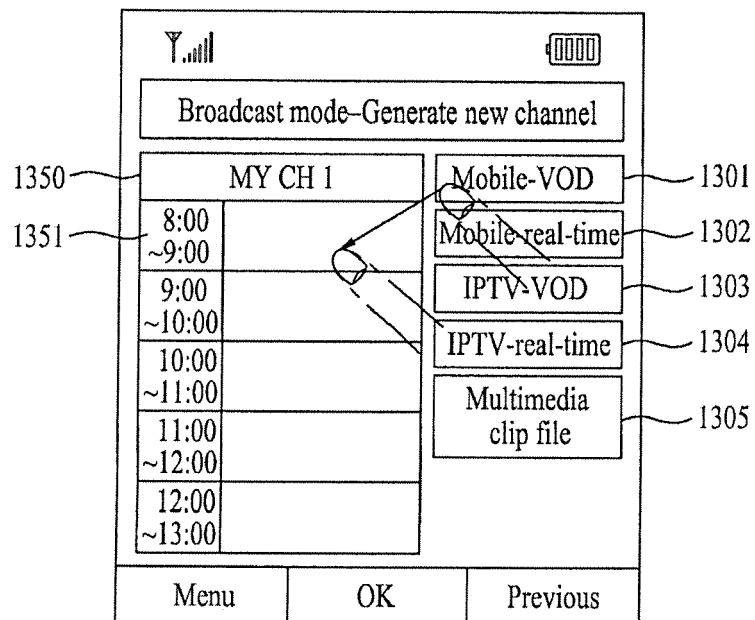 Broadcast mode–Generate new channel
1350
MY CH 1
1351
8:00
~9:00
9:00
~10:00
10:00
~11:00
11:00
~12:00
12:00
~13:00
Mobile-VOD
1301
Mobile-real-time
1302
IPTV-VOD
1303
IPTV-real-time
1304
Multimedia
clip file
1305
Menu
OK
Previous